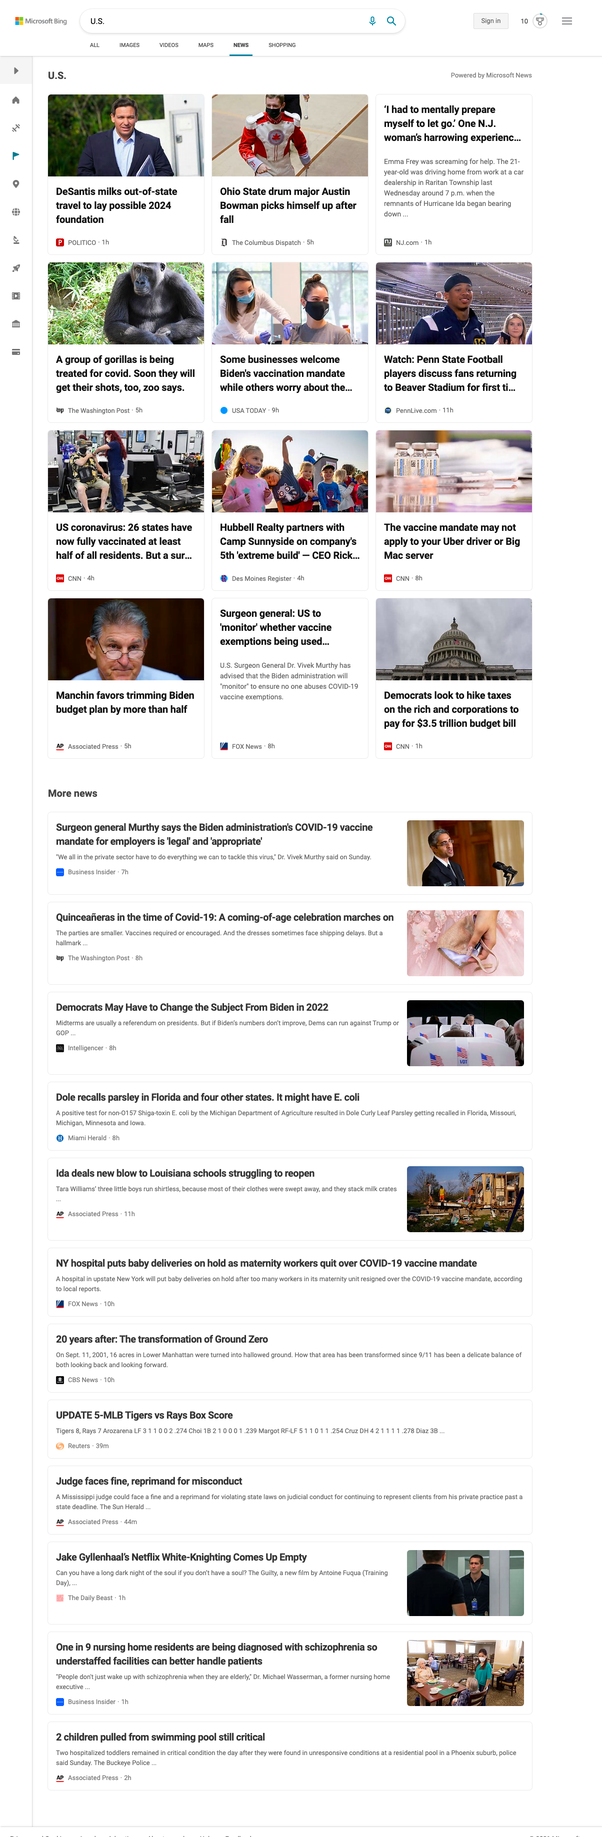 Microsoft Bing
U.S.
Sign in
10
ALL
IMAGES
VIDEOS
MAPS
NEWS
SHOPPING
U.S.
Powered by Microsoft News
DeSantis milks out-of-state
travel to lay possible 2024
foundation
POLITICO · 1h
Ohio State drum major Austin
Bowman picks himself up after
fall
The Columbus Dispatch · 5h
‘I had to mentally prepare
myself to let go.’ One N.J.
woman’s harrowing experienc...
Emma Frey was screaming for help. The 21-
year-old was driving home from work at a car
dealership in Raritan Township last
Wednesday around 7 p.m. when the
remnants of Hurricane Ida began bearing
down ...
NJ.com · 1h
A group of gorillas is being
treated for covid. Soon they will
get their shots, too, zoo says.
The Washington Post · 5h
Some businesses welcome
Biden's vaccination mandate
while others worry about the...
USA TODAY · 9h
Watch: Penn State Football
players discuss fans returning
to Beaver Stadium for first ti...
PennLive.com · 11h
US coronavirus: 26 states have
now fully vaccinated at least
half of all residents. But a sur...
CNN · 4h
Hubbell Realty partners with
Camp Sunnyside on company's
5th 'extreme build' — CEO Rick...
Des Moines Register · 4h
The vaccine mandate may not
apply to your Uber driver or Big
Mac server
CNN · 8h
Manchin favors trimming Biden
budget plan by more than half
Associated Press · 5h
Surgeon general: US to
'monitor' whether vaccine
exemptions being used...
U.S. Surgeon General Dr. Vivek Murthy has
advised that the Biden administration will
"monitor" to ensure no one abuses COVID-19
vaccine exemptions.
FOX News · 8h
Democrats look to hike taxes
on the rich and corporations to
pay for $3.5 trillion budget bill
CNN · 1h
More news
Surgeon general Murthy says the Biden administration's COVID-19 vaccine
mandate for employers is 'legal' and 'appropriate'
"We all in the private sector have to do everything we can to tackle this virus," Dr. Vivek Murthy said on Sunday.
Business Insider · 7h
Quinceañeras in the time of Covid-19: A coming-of-age celebration marches on
The parties are smaller. Vaccines required or encouraged. And the dresses sometimes face shipping delays. But a
hallmark ...
The Washington Post · 8h
Democrats May Have to Change the Subject From Biden in 2022
Midterms are usually a referendum on presidents. But if Biden's numbers don't improve, Dems can run against Trump or
GOP ...
Intelligencer · 8h
Dole recalls parsley in Florida and four other states. It might have E. coli
A positive test for non-O157 Shiga-toxin E. coli by the Michigan Department of Agriculture resulted in Dole Curly Leaf Parsley getting recalled in Florida, Missouri,
Michigan, Minnesota and Iowa.
Miami Herald · 8h
Ida deals new blow to Louisiana schools struggling to reopen
Tara Williams' three little boys run shirtless, because most of their clothes were swept away, and they stack milk crates
...
Associated Press · 11h
NY hospital puts baby deliveries on hold as maternity workers quit over COVID-19 vaccine mandate
A hospital in upstate New York will put baby deliveries on hold after too many workers in its maternity unit resigned over the COVID-19 vaccine mandate, according
to local reports.
FOX News · 10h
20 years after: The transformation of Ground Zero
On Sept. 11, 2001, 16 acres in Lower Manhattan were turned into hallowed ground. How that area has been transformed since 9/11 has been a delicate balance of
both looking back and looking forward.
CBS News · 10h
UPDATE 5-MLB Tigers vs Rays Box Score
Tigers 8, Rays 7 Arozarena LF 3 1 1 0 0 2 .274 Choi 1B 2 1 0 0 0 1 .239 Margot RF-LF 5 1 1 0 1 1 .254 Cruz DH 4 2 1 1 1 1 .278 Diaz 3B ...
Reuters · 39m
Judge faces fine, reprimand for misconduct
A Mississippi judge could face a fine and a reprimand for violating state laws on judicial conduct for continuing to represent clients from his private practice past a
state deadline. The Sun Herald ...
Associated Press · 44m
Jake Gyllenhaal's Netflix White-Knighting Comes Up Empty
Can you have a long dark night of the soul if you don't have a soul? The Guilty, a new film by Antoine Fuqua (Training
Day), ...
The Daily Beast · 1h
One in 9 nursing home residents are being diagnosed with schizophrenia so
understaffed facilities can better handle patients
"People don't just wake up with schizophrenia when they are elderly," Dr. Michael Wasserman, a former nursing home
executive ...
Business Insider · 1h
2 children pulled from swimming pool still critical
Two hospitalized toddlers remained in critical condition the day after they were found in unresponsive conditions at a residential pool in a Phoenix suburb, police
said Sunday. The Buckeye Police ...
Associated Press · 2h